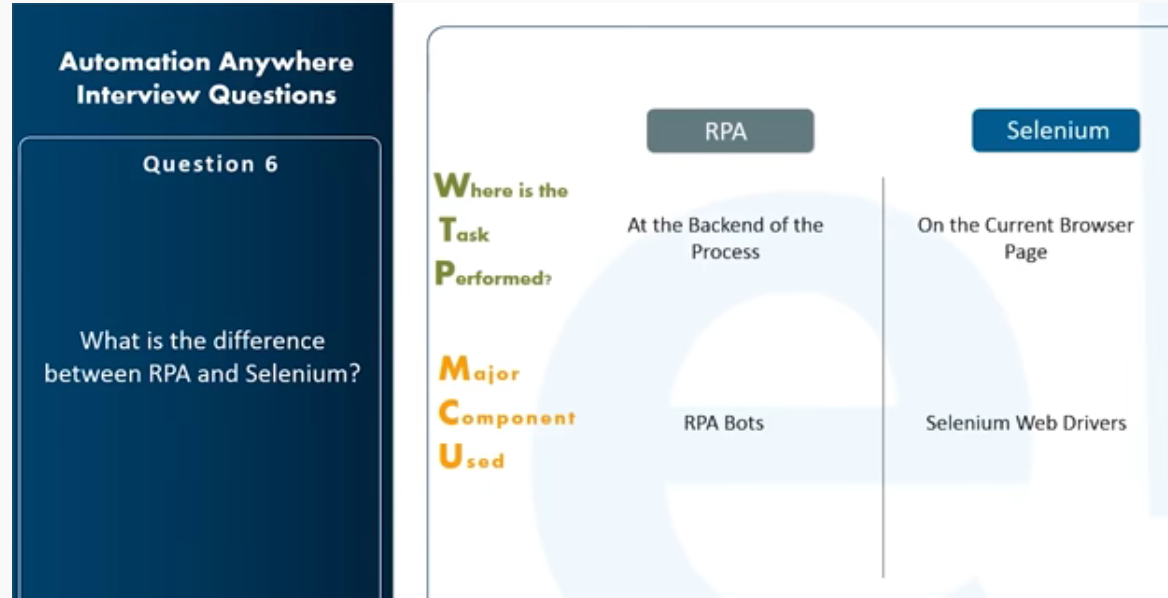 Automation Anywhere
Interview Questions
Question 6
What is the difference
between RPA and Selenium?
RPA
Selenium
Where is the
Task
Performed?
At the Backend of the
Process
On the Current Browser
Page
Major
Component
Used
RPA Bots
Selenium Web Drivers